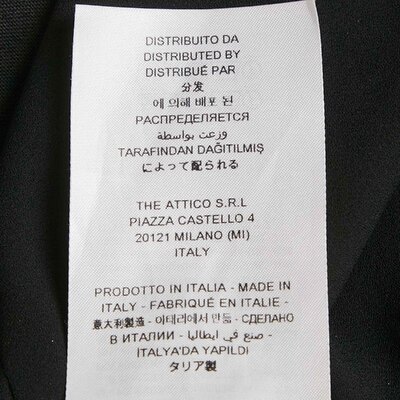 DISTRIBUITO DA
DISTRIBUTED BY
DISTRIBUÉ PAR
分发
에 의해 배포 된
РАСПРЕДЕЛЯЕТСЯ
وزعت بواسطة
TARAFINDAN DAĞITILMIŞ
によって配られる
THE ATTICO S.R.L
PIAZZA CASTELLO 4
20121 MILANO (MI)
ITALY
PRODOTTO IN ITALIA - MADE IN
ITALY - FABRIQUÉ EN ITALIE -
意大利製造 - 이태리에서 만듦 - СДЕЛАНО
В ИТАЛИИ - صنع في ايطاليا -
ITALYA'DA YAPILDI
タリア製